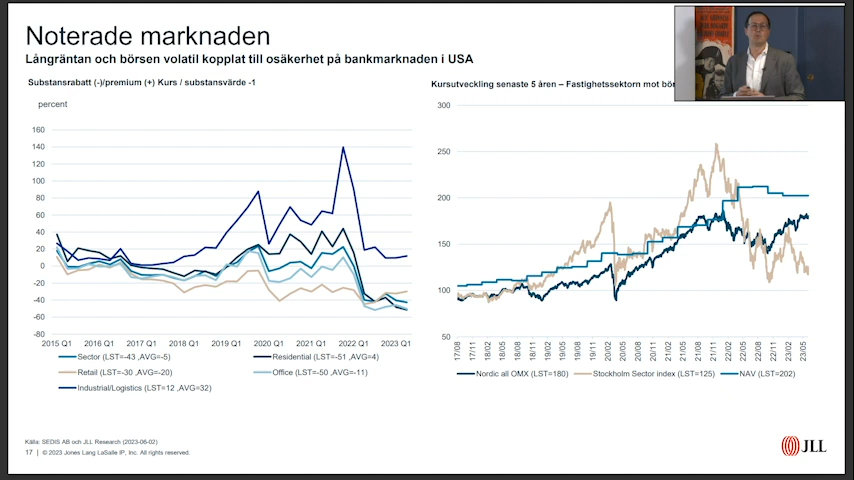 Noterade marknaden
Långräntan och börsen volatil kopplat till osäkerhet på bankmarknaden i USA
Substansrabatt (-)/premium (+) Kurs / substansvärde -1
percent
160
140
120
100
80
60
40
20
0
-20
-40
-60
-80
2015 Q1 2016 Q1 2017 Q1 2018 Q1 2019 Q1 2020 Q1 2021 Q1 2022 Q1 2023 Q1
Sector (LST=-43 ,AVG=-5) Residential (LST=-51 ,AVG=4)
Retail (LST=-30 ,AVG=-20) Office (LST=-50 ,AVG=-11)
Industrial/Logistics (LST=12 ,AVG=32)
Kursutveckling senaste 5 åren – Fastighetssektorn mot bör
300
250
200
150
100
50
17/08 17/11 18/02 18/05 18/08 18/11 19/02 19/05 19/08 19/11 20/02 20/05 20/08 20/11 21/02 21/05 21/08 21/11 22/02 22/05 22/08 22/11 23/02 23/05
Nordic all OMX (LST=180) Stockholm Sector index (LST=125) NAV (LST=202)
Källa: SEDIS AB och JLL Research (2023-06-02)
17 | © 2023 Jones Lang LaSalle IP, Inc. All rights reserved.
JLL